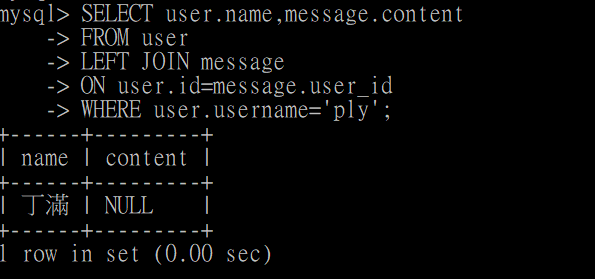 mysql> SELECT user.name,message.content
    -> FROM user
    -> LEFT JOIN message
    -> ON user.id=message.user_id
    -> WHERE user.username='ply';
+------+---------+
| name | content |
+------+---------+
| 丁滿 | NULL    |
+------+---------+
1 row in set (0.00 sec)